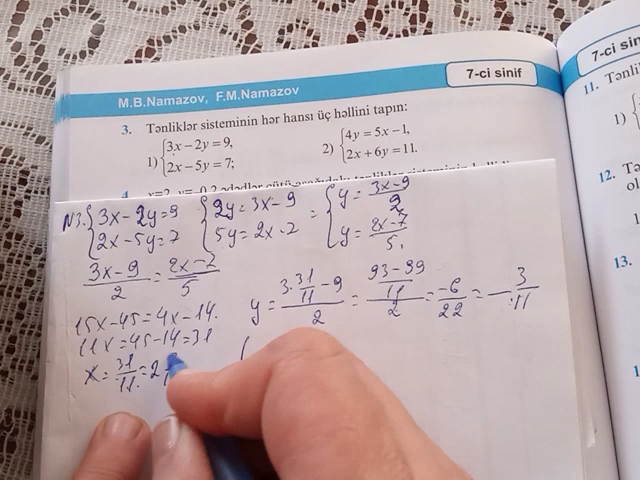 7-ci sinif
M.B.Namazov, F.M.Namazov
3. Tənliklər sisteminin hər hansı üç həllini tapın:
1) {3x − 2y = 9, 2x − 5y = 7;
2) {4y = 5x − 1, 2x + 6y = 11.
4.
N3. {3x − 2y = 9 {2y = 3x − 9 = {y = (3x − 9)/2
{2x − 5y = 7 {5y = 2x − 7 {y = (2x − 7)/5,
(3x − 9)/2 = (2x − 7)/5
15x − 45 = 4x − 14.
11x = 45 − 14 = 31
x = 31/11 = 2
y = (3 · 31/11 − 9)/2 = ((93 − 99)/11)/2 = −6/22 = −3/11
(
7-ci sin
11.
1)
12.
13.